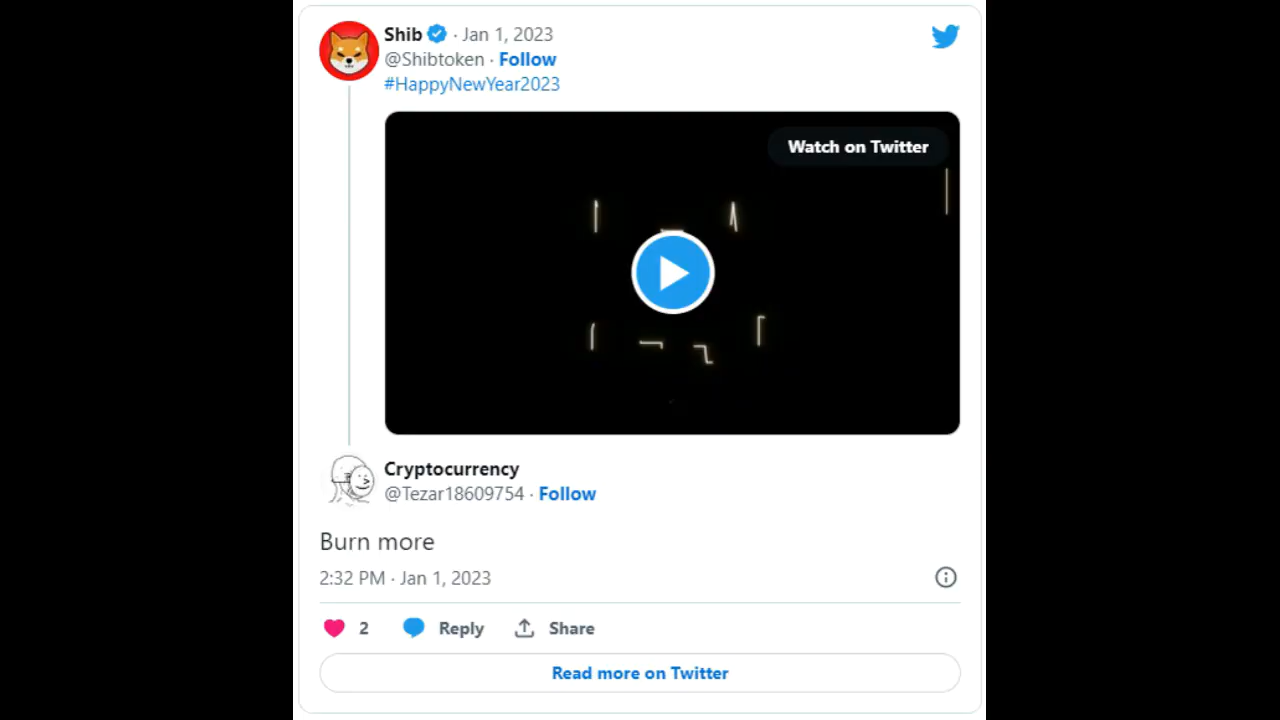 Shib · Jan 1, 2023
@Shibtoken · Follow
#HappyNewYear2023
Watch on Twitter
Cryptocurrency
@Tezar18609754 · Follow
Burn more
2:32 PM · Jan 1, 2023
2 Reply Share
Read more on Twitter